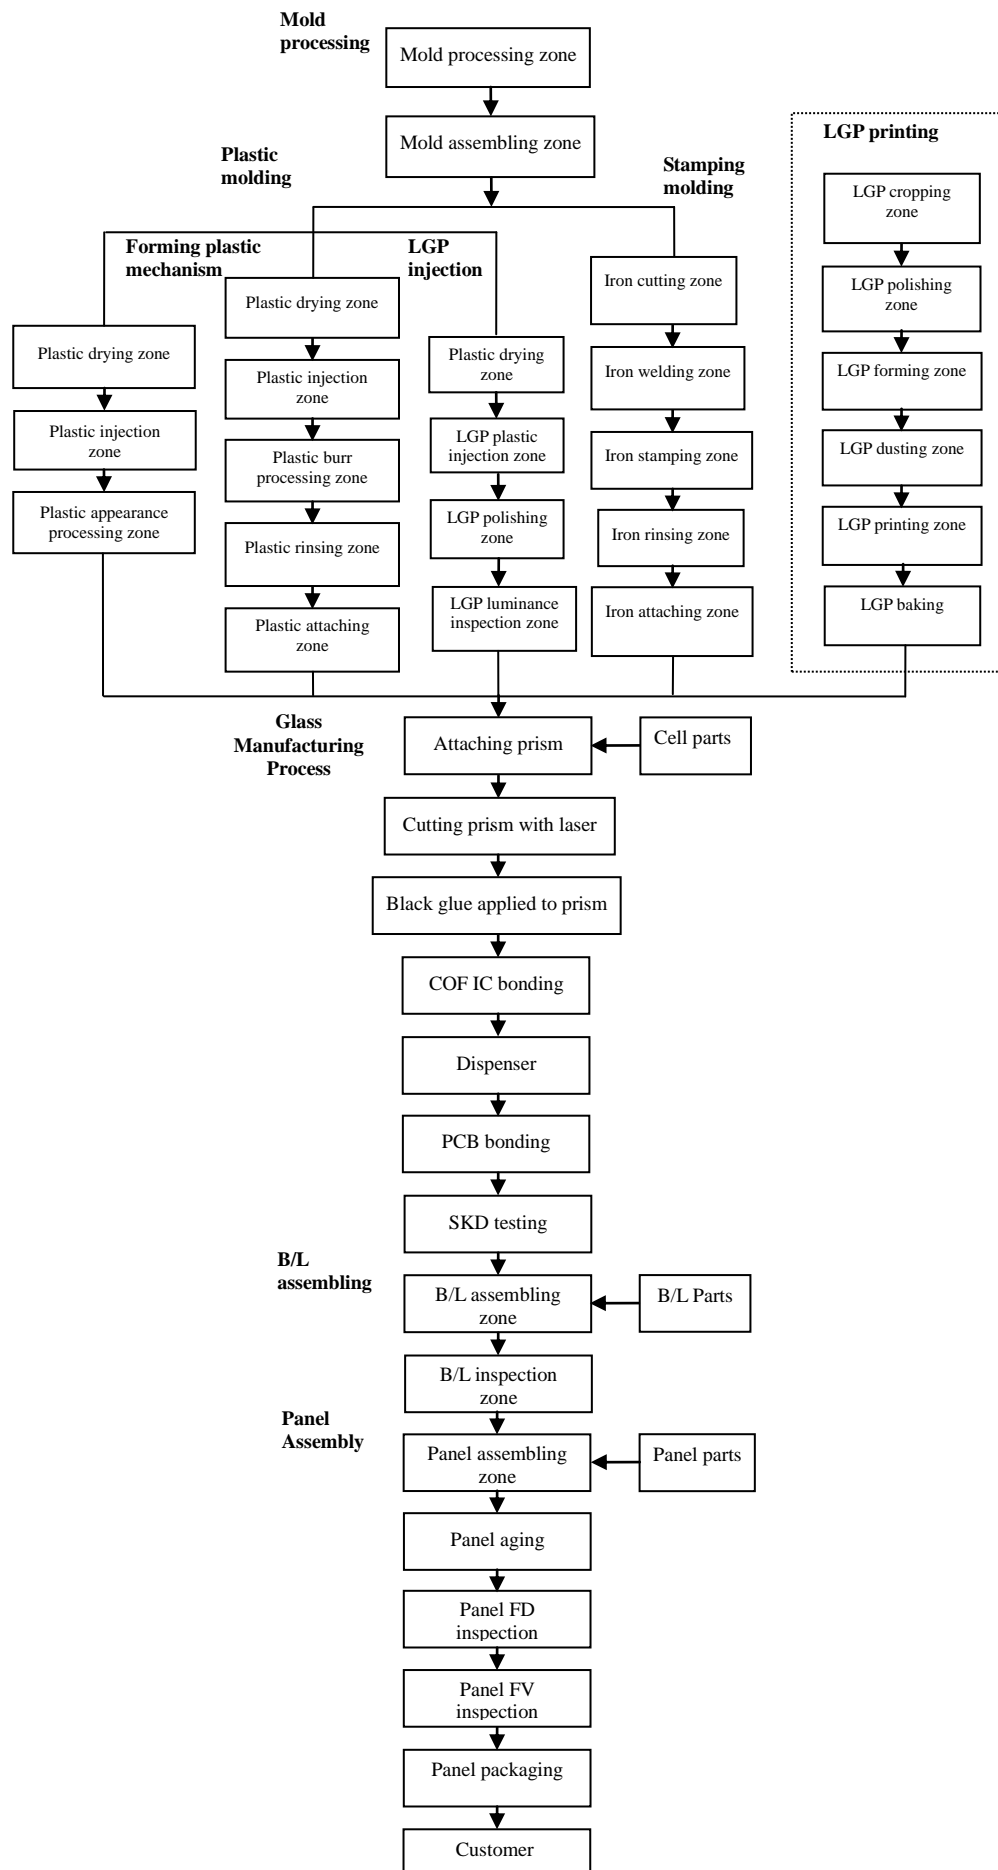 Mold
processing
Mold processing zone
Mold assembling zone
Plastic
molding
Stamping
molding
LGP printing
Forming plastic
mechanism
LGP
injection
Plastic drying zone
Plastic injection
zone
Plastic appearance
processing zone
Plastic drying zone
Plastic injection
zone
Plastic burr
processing zone
Plastic rinsing zone
Plastic attaching
zone
Plastic drying
zone
LGP plastic
injection zone
LGP
polishing zone
LGP luminance
inspection zone
Iron cutting zone
Iron welding zone
Iron stamping zone
Iron rinsing zone
Iron attaching zone
LGP cropping
zone
LGP polishing
zone
LGP forming zone
LGP dusting zone
LGP printing zone
LGP baking
Glass
Manufacturing
Process
Attaching prism
Cell parts
Cutting prism with laser
Black glue applied to prism
COF IC bonding
Dispenser
PCB bonding
SKD testing
B/L
assembling
B/L assembling
zone
B/L Parts
B/L inspection
zone
Panel
Assembly
Panel assembling
zone
Panel parts
Panel aging
Panel FD
inspection
Panel FV
inspection
Panel packaging
Customer